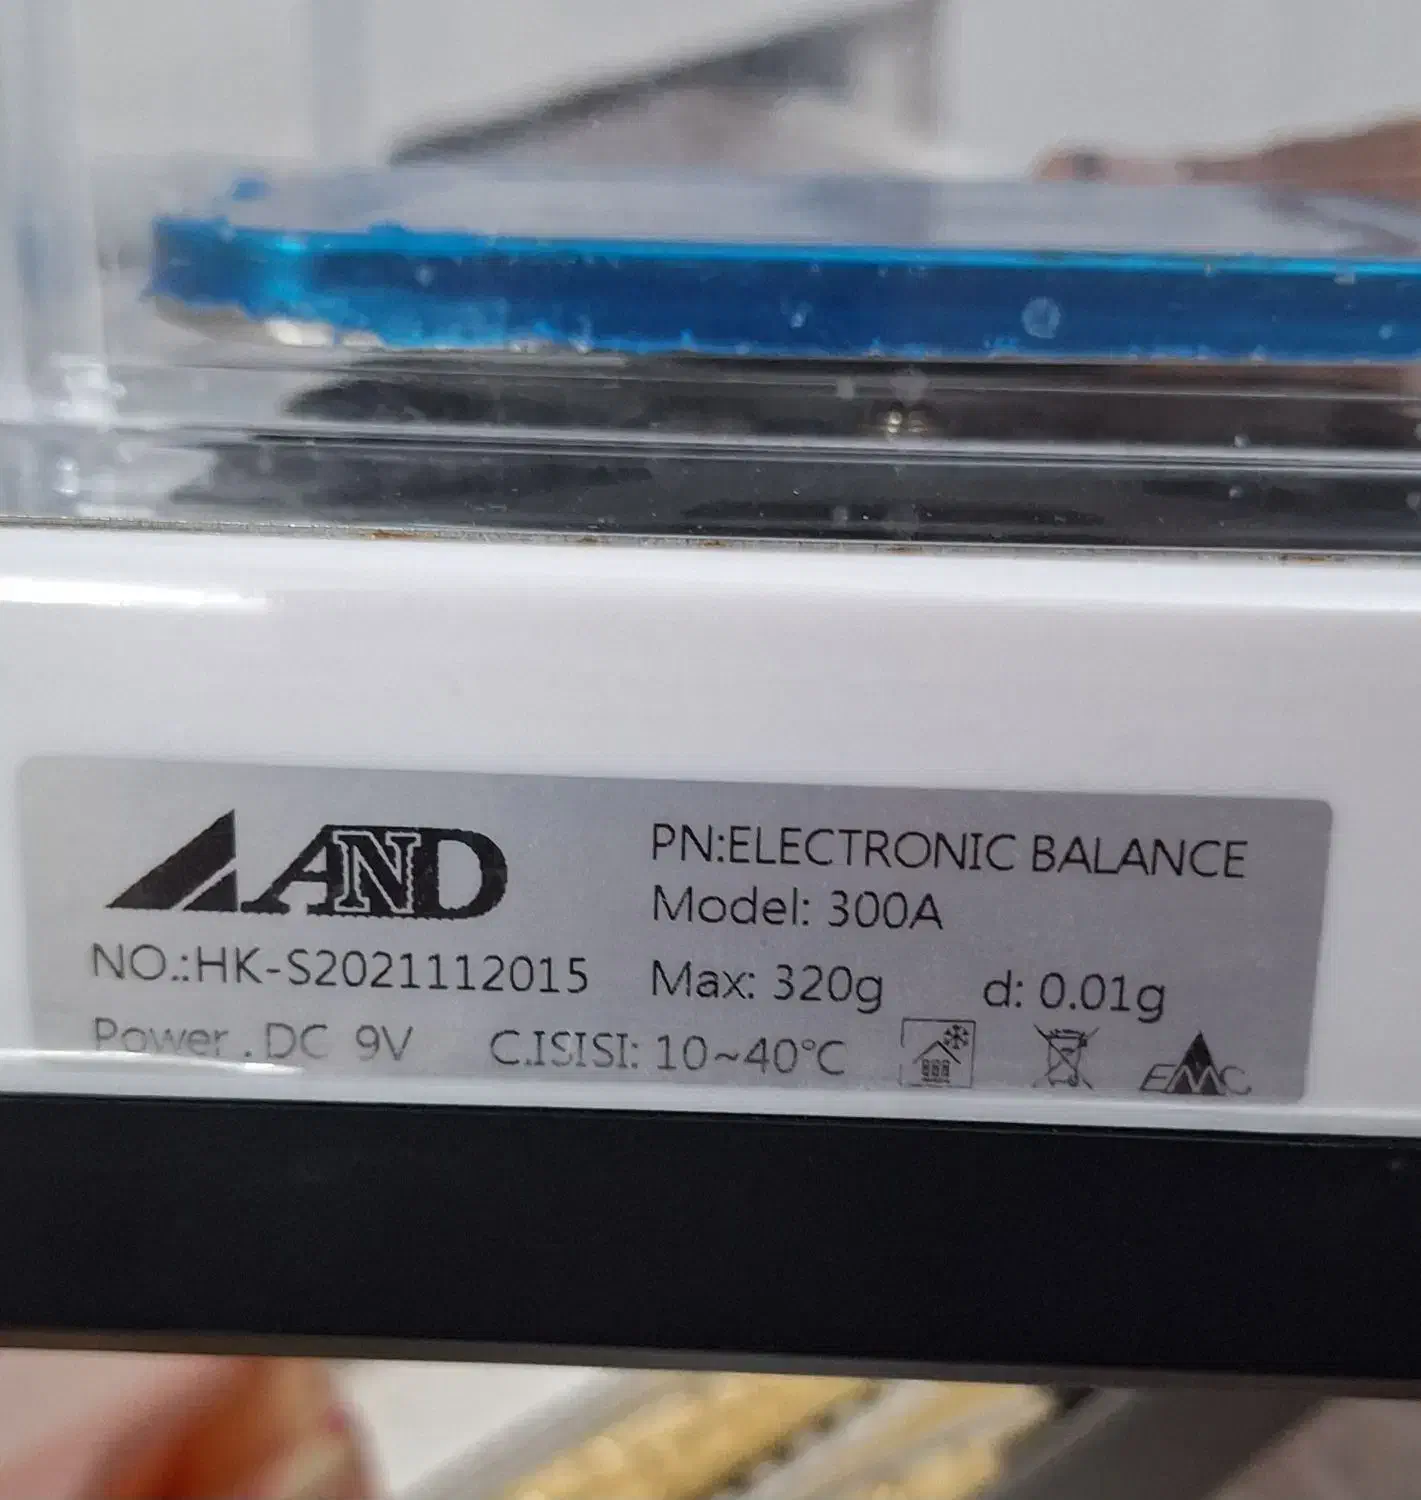 AND
PN:ELECTRONIC BALANCE
Model: 300A
NO.:HK-S2021112015
Max: 320g d: 0.01g
Power . DC 9V C.ISISI: 10~40°C
EMC